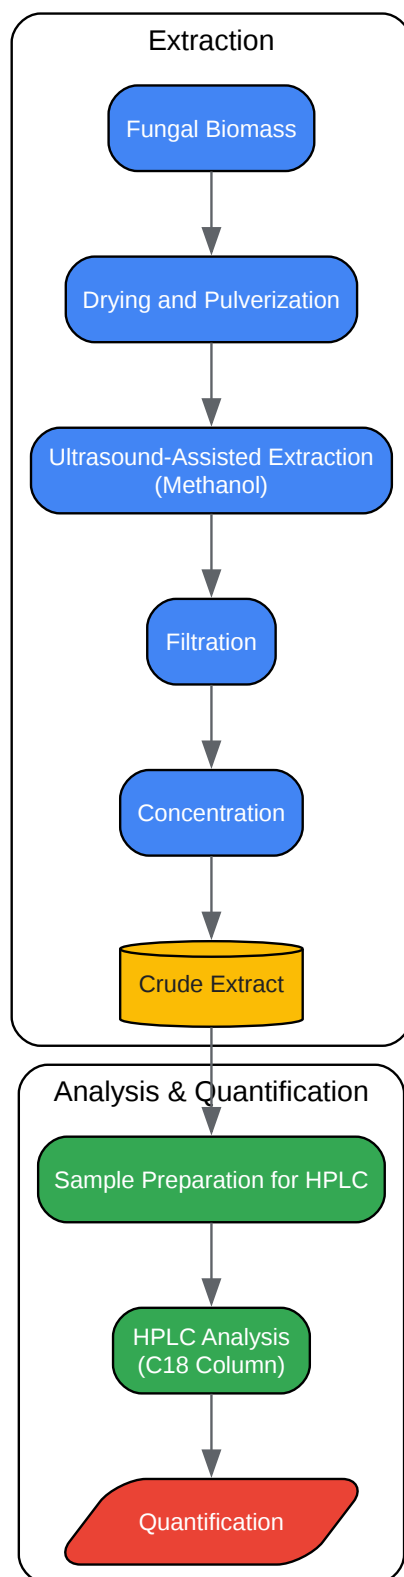 Extraction
Fungal Biomass
Drying and Pulverization
Ultrasound-Assisted Extraction
(Methanol)
Filtration
Concentration
Crude Extract
Analysis & Quantification
Sample Preparation for HPLC
HPLC Analysis
(C18 Column)
Quantification